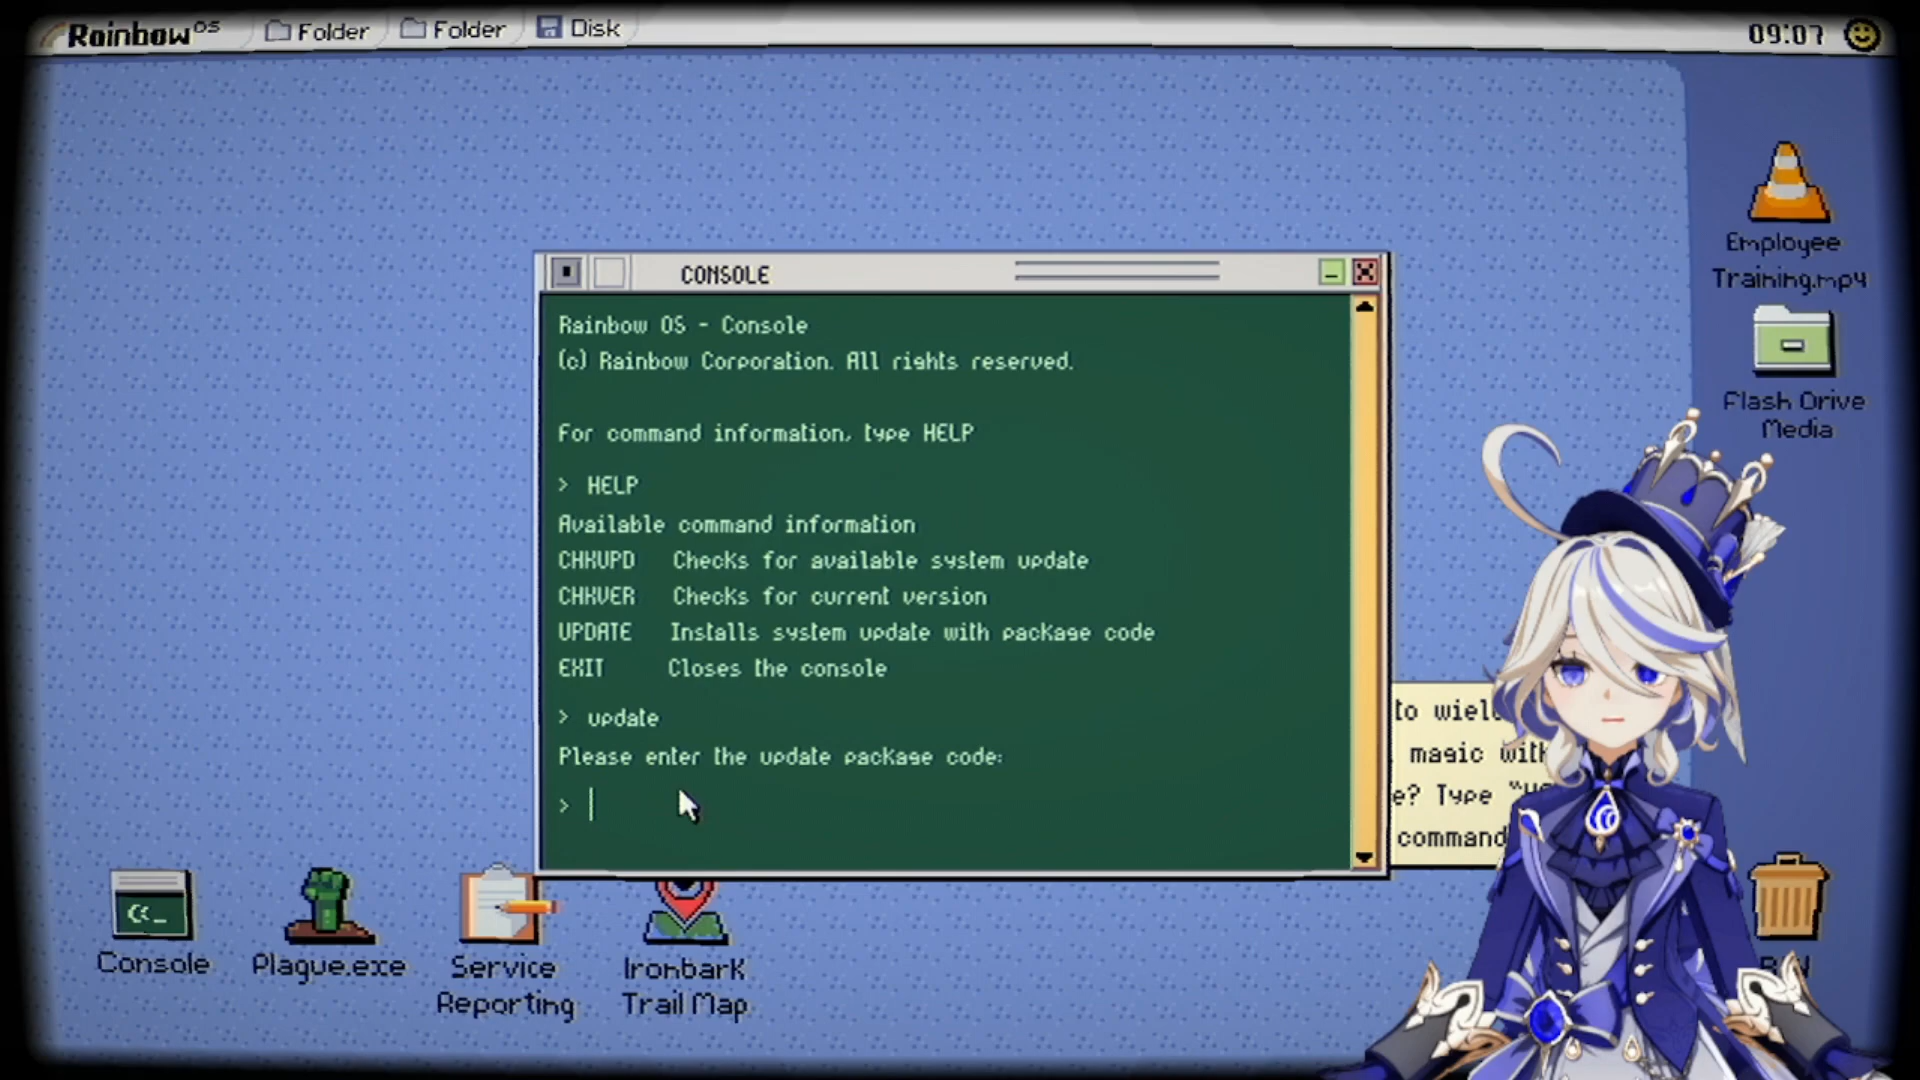 Rainbow OS
Folder
Folder
Disk
09:07
Employee
Training.mp4
Flash Drive
Media
CONSOLE
Rainbow OS - Console
(c) Rainbow Corporation. All rights reserved.
For command information, type HELP
> HELP
Available command information
CHKUPD Checks for available system update
CHKVER Checks for current version
UPDATE Installs system update with package code
EXIT Closes the console
> update
Please enter the update package code:
>
to wiel
magic with
e? Type "
command
Console
Plague.exe
Service
Reporting
Ironbark
Trail Map